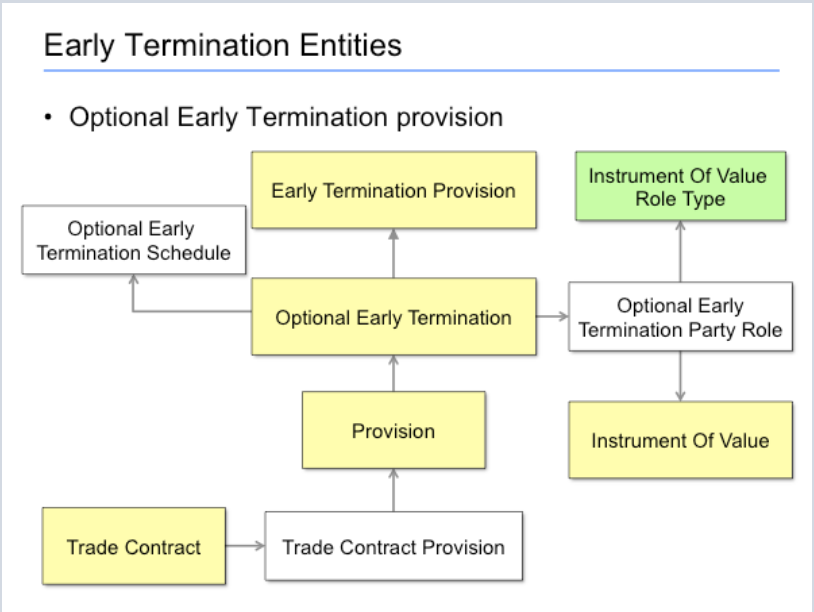 Early Termination Entities
• Optional Early Termination provision
Early Termination Provision
Instrument Of Value
Role Type
Optional Early
Termination Schedule
Optional Early Termination
Optional Early
Termination Party Role
Provision
Instrument Of Value
Trade Contract
Trade Contract Provision